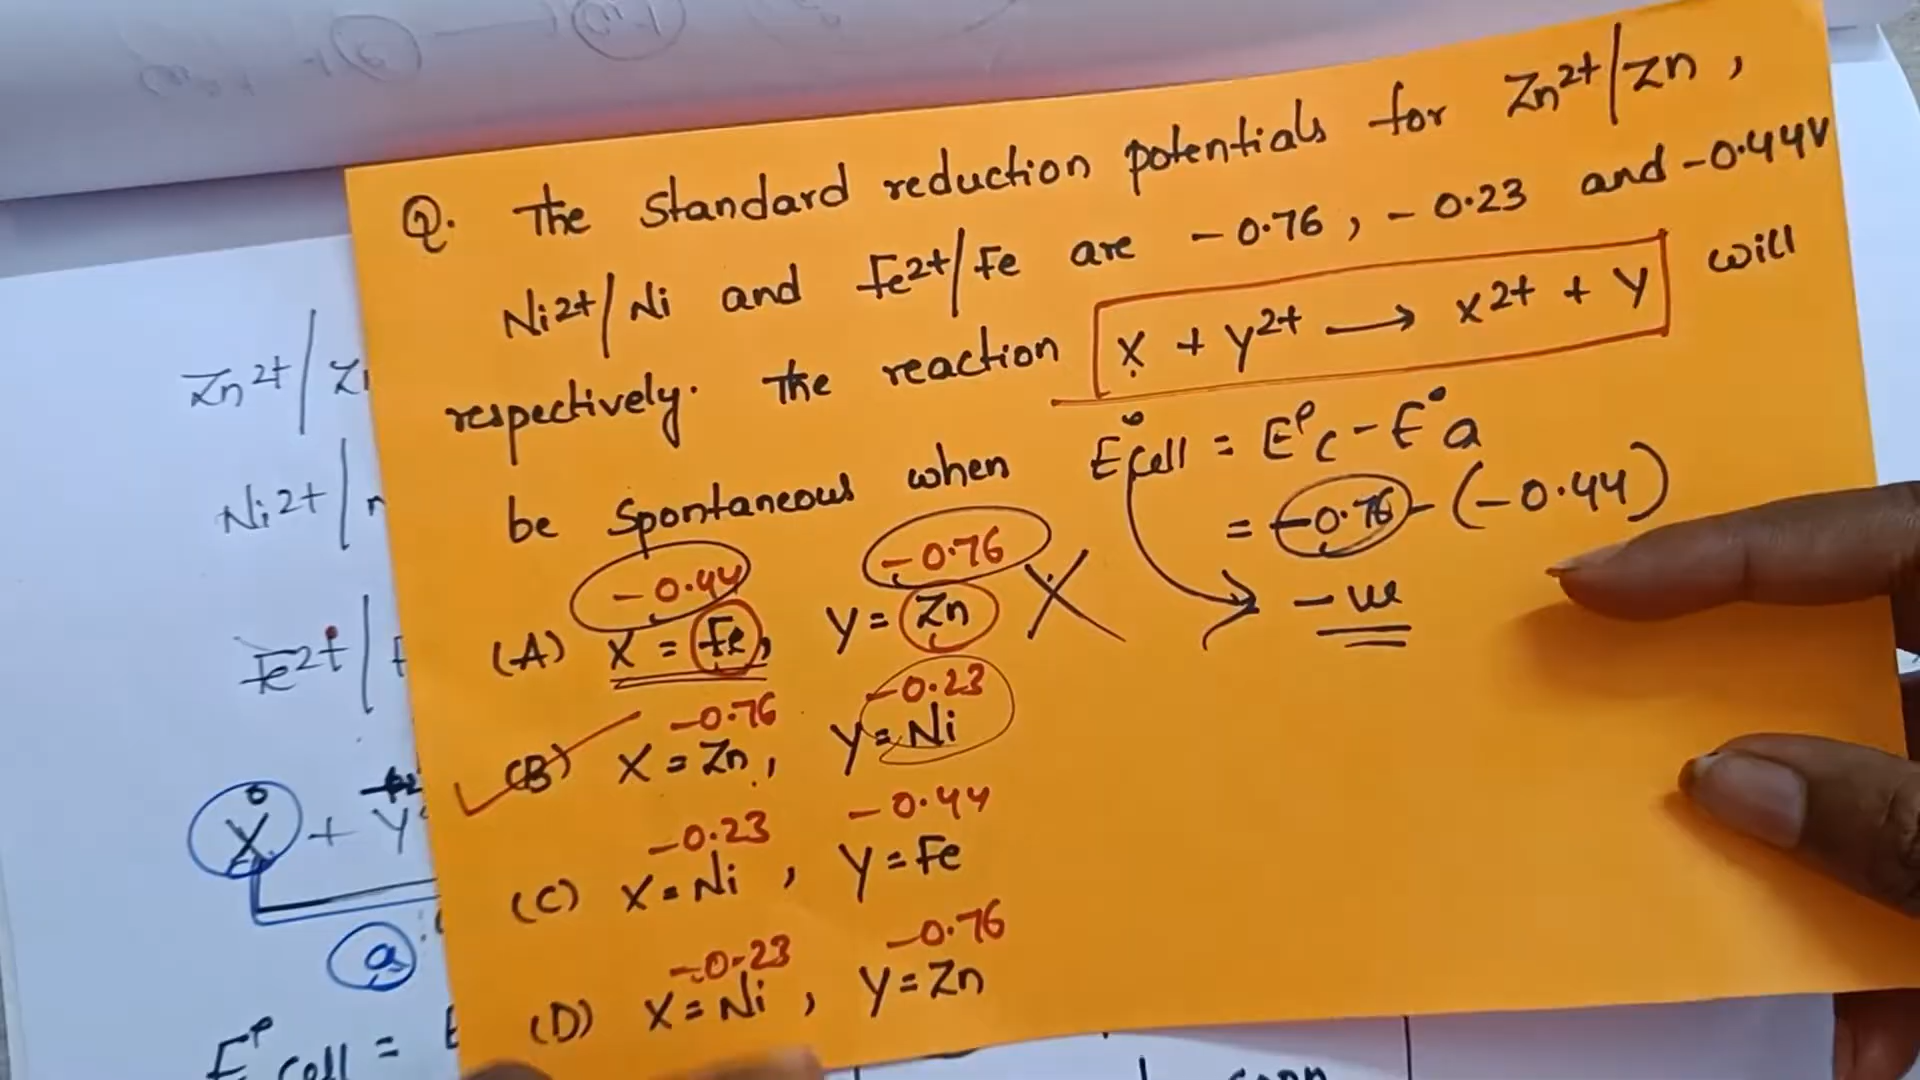 Q. The standard reduction potentials for Zn²⁺/Zn,
Ni²⁺/Ni and Fe²⁺/Fe are -0.76, -0.23 and -0.44V
respectively. The reaction X + Y²⁺ → X²⁺ + Y will
be spontaneous when E°cell = E°c - E°a
= -0.76 - (-0.44)
-0.44 -0.76
(A) X = Fe, Y = Zn X
-ve
-0.76 -0.23
(B) X = Zn, Y = Ni
-0.23 -0.44
(C) X = Ni, Y = Fe
-0.23 -0.76
(D) X = Ni, Y = Zn
Zn²⁺/
Ni²⁺/
Fe²⁺/
X + Y
a
E°cell =